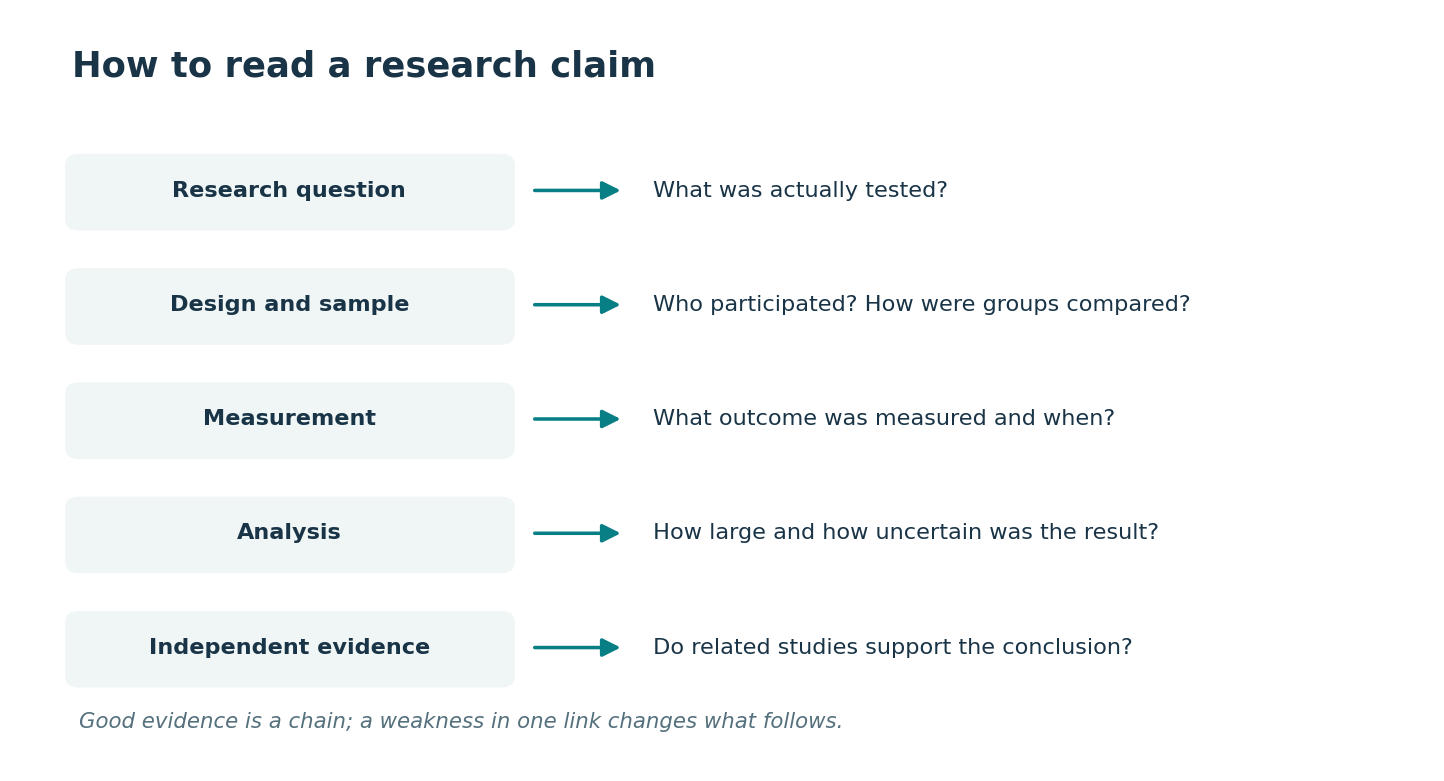 How to read a research claim
Research question
What was actually tested?
Design and sample
Who participated? How were groups compared?
Measurement
What outcome was measured and when?
Analysis
How large and how uncertain was the result?
Independent evidence
Do related studies support the conclusion?
Good evidence is a chain; a weakness in one link changes what follows.